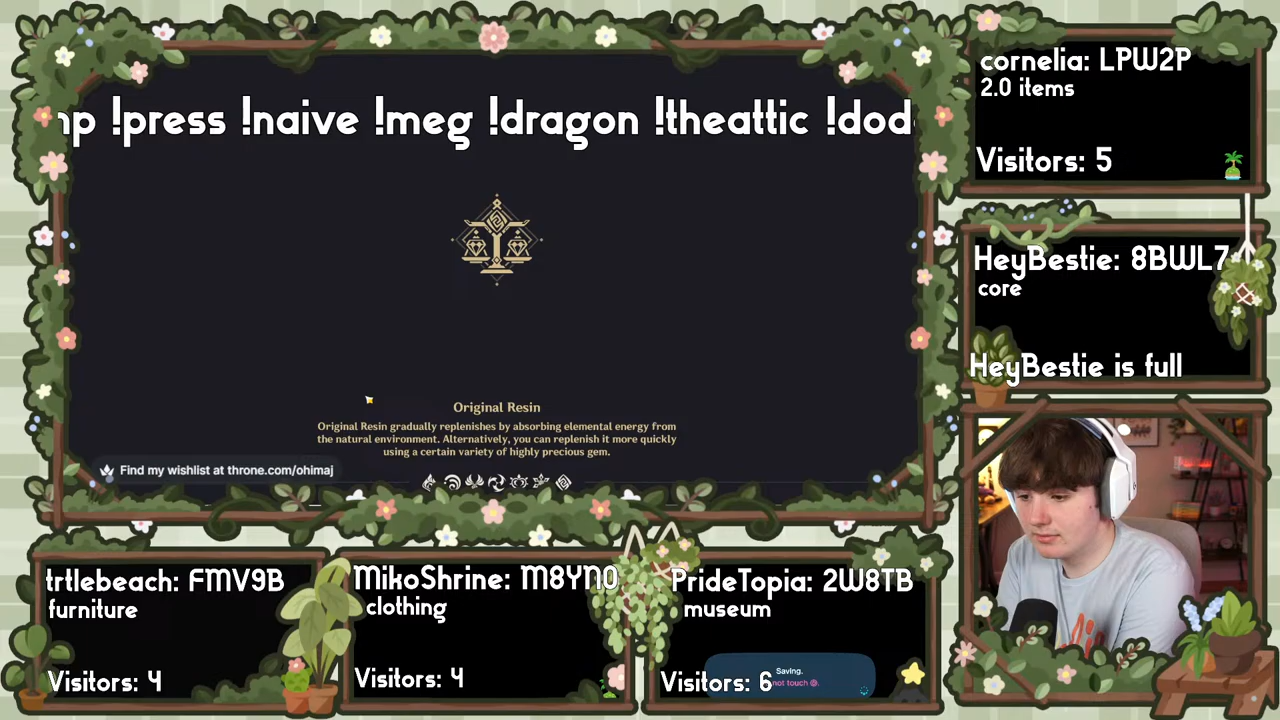 !press !naive !meg !dragon !theattic
Original Resin
Original Resin gradually replenishes by absorbing elemental energy from
the natural environment. Alternatively, you can replenish it more quickly
using a certain variety of highly precious gem.
Find my wishlist at throne.com/ohimaj
cornelia: LPW2P
2.0 items
Visitors: 5
HeyBestie: 8BWL7
core
HeyBestie is full
trtlebeach: FMV9B
furniture
Visitors: 4
MikoShrine: M8YN0
clothing
Visitors: 4
PrideTopia: 2W8TB
museum
Visitors: 6
Saving.
not touch